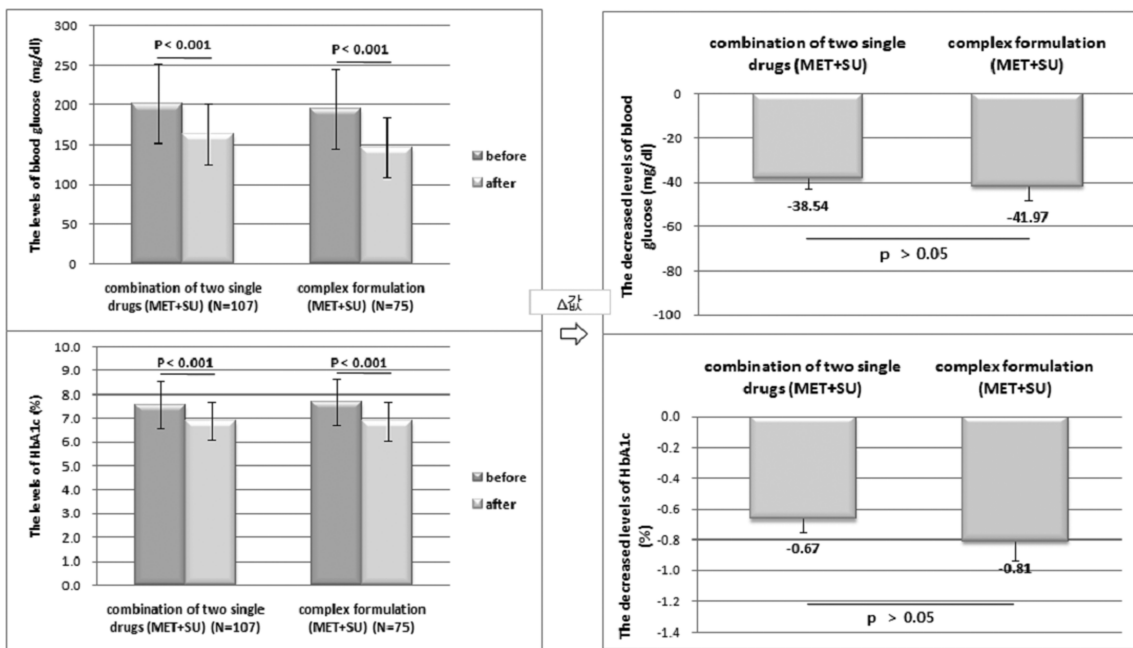 The levels of blood glucose (mg/dl)
300
250
200
150
100
50
0
P < 0.001
P < 0.001
before
after
combination of two single
drugs (MET+SU) (N=107)
complex formulation
(MET+SU) (N=75)
The levels of HbA1c (%)
10.0
9.0
8.0
7.0
6.0
5.0
4.0
3.0
2.0
1.0
0.0
P < 0.001
P < 0.001
before
after
combination of two single
drugs (MET+SU) (N=107)
complex formulation
(MET+SU) (N=75)
Δ값
combination of two single
drugs (MET+SU)
complex formulation
(MET+SU)
The decreased levels of blood
glucose (mg/dl)
0
-20
-40
-60
-80
-100
-38.54
-41.97
p > 0.05
combination of two single
drugs (MET+SU)
complex formulation
(MET+SU)
The decreased levels of HbA1c
(%)
0.0
-0.2
-0.4
-0.6
-0.8
-1.0
-1.2
-1.4
-0.67
-0.81
p > 0.05